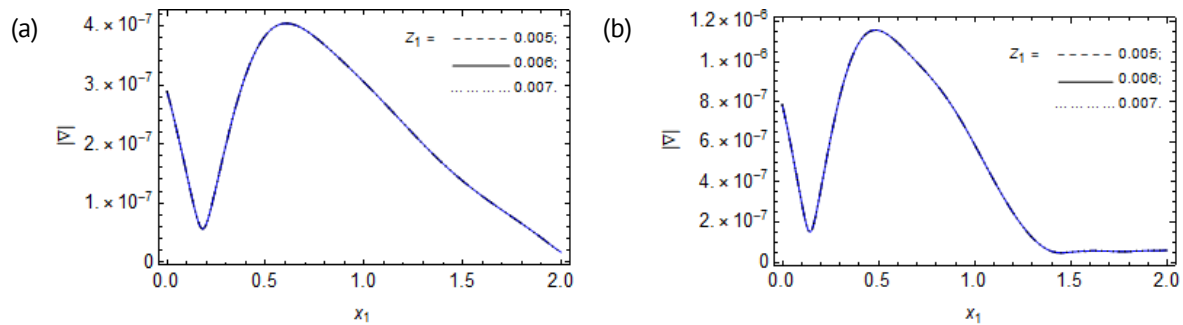 (a)
4. × 10⁻⁷
3. × 10⁻⁷
2. × 10⁻⁷
1. × 10⁻⁷
0
|∇|
Z₁ = ------ 0.005;
0.006;
........... 0.007.
0.0 0.5 1.0 1.5 2.0
x₁
(b)
1.2 × 10⁻⁶
1. × 10⁻⁶
8. × 10⁻⁷
6. × 10⁻⁷
4. × 10⁻⁷
2. × 10⁻⁷
0
|∇|
Z₁ = ------ 0.005;
0.006;
........... 0.007.
0.0 0.5 1.0 1.5 2.0
x₁